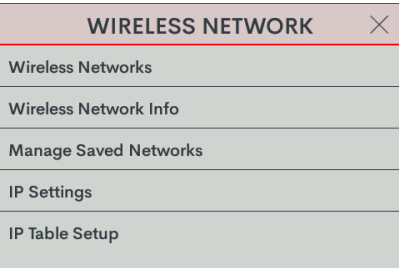 WIRELESS NETWORK
Wireless Networks
Wireless Network Info
Manage Saved Networks
IP Settings
IP Table Setup